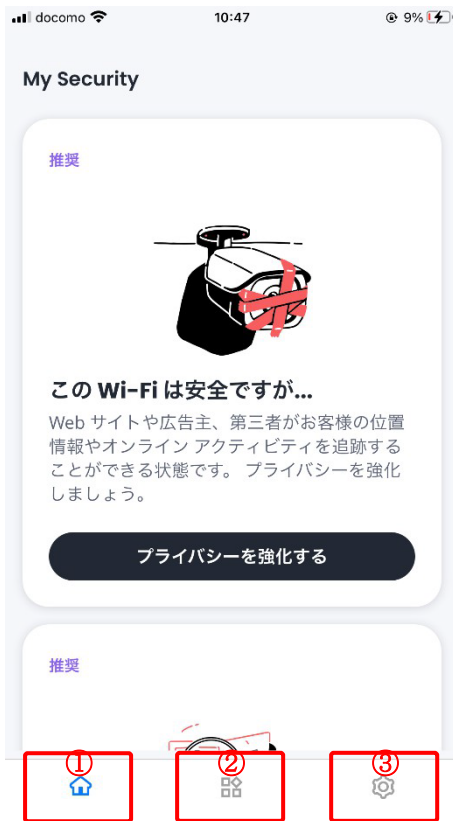 docomo 10:47 9%
My Security
推奨
この Wi-Fi は安全ですが...
Web サイトや広告主、第三者がお客様の位置
情報やオンライン アクティビティを追跡する
ことができる状態です。 プライバシーを強化
しましょう。
プライバシーを強化する
推奨
① ② ③